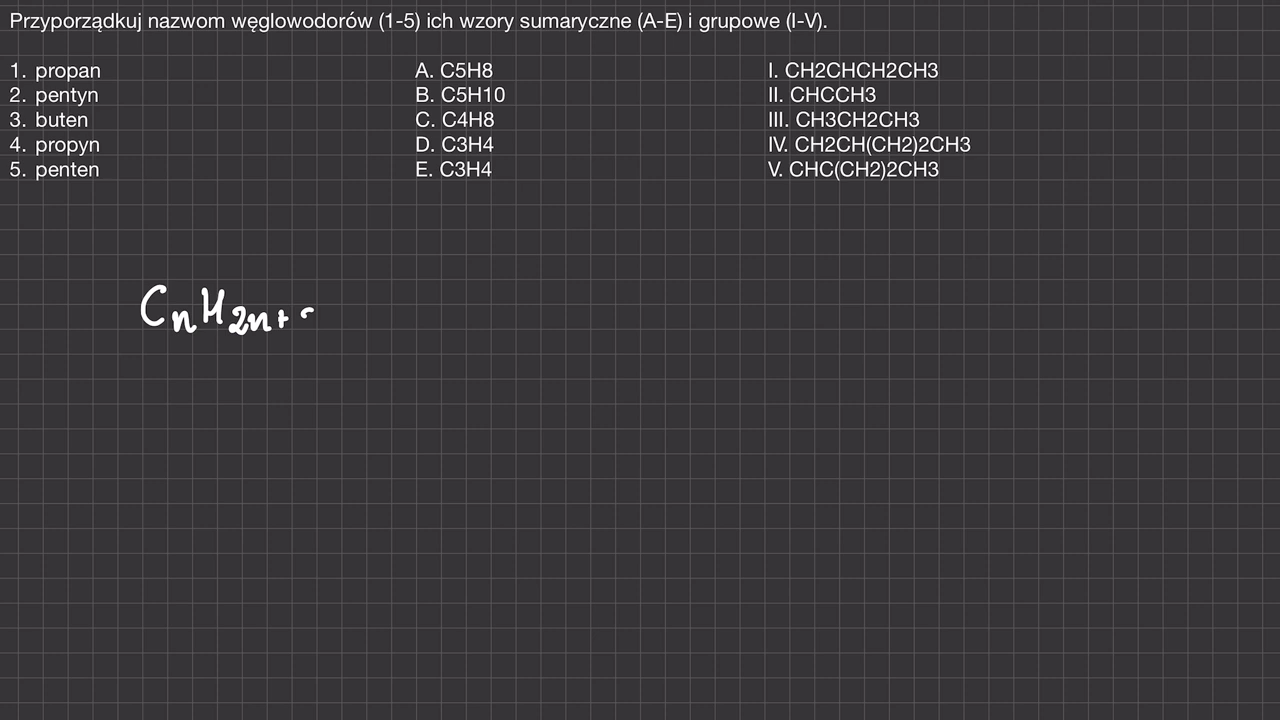 Przyporządkuj nazwom węglowodorów (1-5) ich wzory sumaryczne (A-E) i grupowe (I-V).
1. propan A. C5H8 I. CH2CHCH2CH3
2. pentyn B. C5H10 II. CHCCH3
3. buten C. C4H8 III. CH3CH2CH3
4. propyn D. C3H4 IV. CH2CH(CH2)2CH3
5. penten E. C3H4 V. CHC(CH2)2CH3
CnH2n+